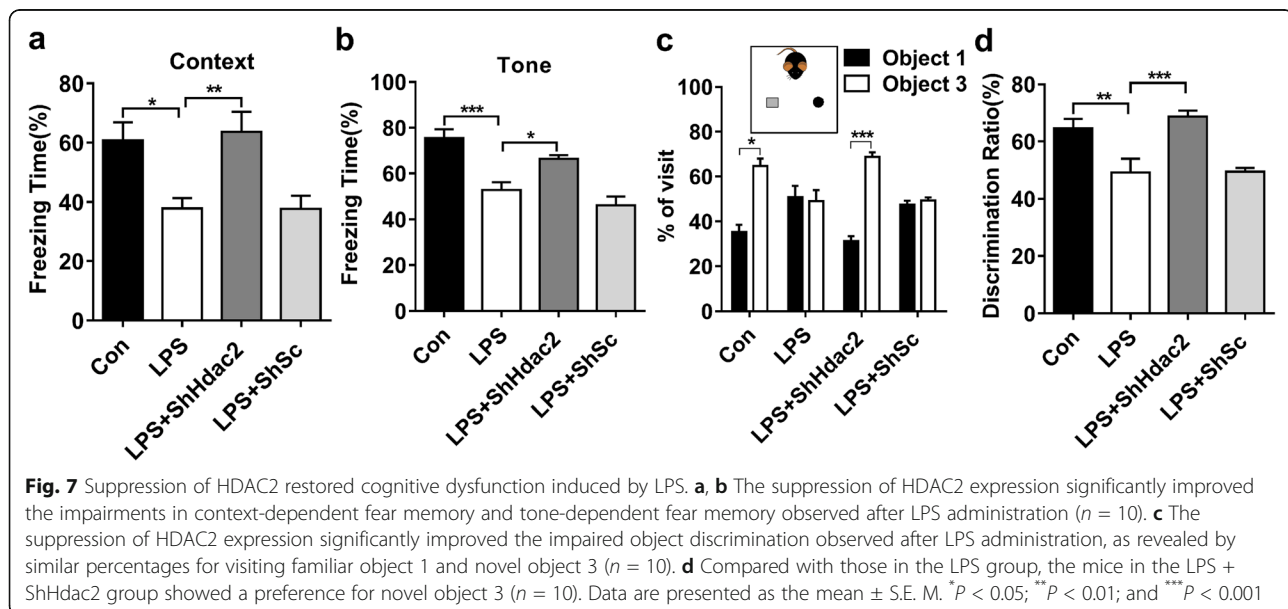 a
Context
Freezing Time(%)
80
60
40
20
0
*
**
Con
LPS
LPS+ShHdac2
LPS+ShSc
b
Tone
Freezing Time(%)
100
80
60
40
20
0
***
*
Con
LPS
LPS+ShHdac2
LPS+ShSc
c
Object 1
Object 3
% of visit
100
80
60
40
20
0
*
***
Con
LPS
LPS+ShHdac2
LPS+ShSc
d
Discrimination Ratio(%)
80
60
40
20
0
**
***
Con
LPS
LPS+ShHdac2
LPS+ShSc
Fig. 7 Suppression of HDAC2 restored cognitive dysfunction induced by LPS. a, b The suppression of HDAC2 expression significantly improved
the impairments in context-dependent fear memory and tone-dependent fear memory observed after LPS administration (n = 10). c The
suppression of HDAC2 expression significantly improved the impaired object discrimination observed after LPS administration, as revealed by
similar percentages for visiting familiar object 1 and novel object 3 (n = 10). d Compared with those in the LPS group, the mice in the LPS +
ShHdac2 group showed a preference for novel object 3 (n = 10). Data are presented as the mean ± S.E. M. *P < 0.05; **P < 0.01; and ***P < 0.001